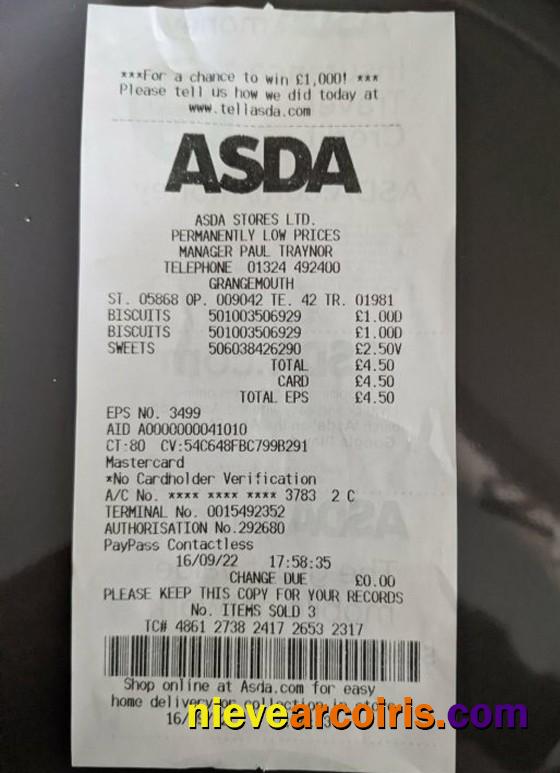 ***For a chance to win £1,000! ***
Please tell us how we did today at
www.tellasda.com
ASDA
ASDA STORES LTD.
PERMANENTLY LOW PRICES
MANAGER PAUL TRAYNOR
TELEPHONE 01324 492400
GRANGEMOUTH
ST. 05868 OP. 009042 TE. 42 TR. 01981
BISCUITS 501003506929 £1.00D
BISCUITS 501003506929 £1.00D
SWEETS 506038426290 £2.50V
TOTAL £4.50
CARD £4.50
TOTAL EPS £4.50
EPS NO. 3499
AID A0000000041010
CT:80 CV:54C648FBC799B291
Mastercard
*No Cardholder Verification
A/C No. **** **** **** 3783 2 C
TERMINAL No. 0015492352
AUTHORISATION No.292680
PayPass Contactless
16/09/22 17:58:35
CHANGE DUE £0.00
PLEASE KEEP THIS COPY FOR YOUR RECORDS
No. ITEMS SOLD 3
TC# 4861 2738 2417 2653 2317
Shop online at Asda.com for easy
home delivery
16/
nievearcoiris.com